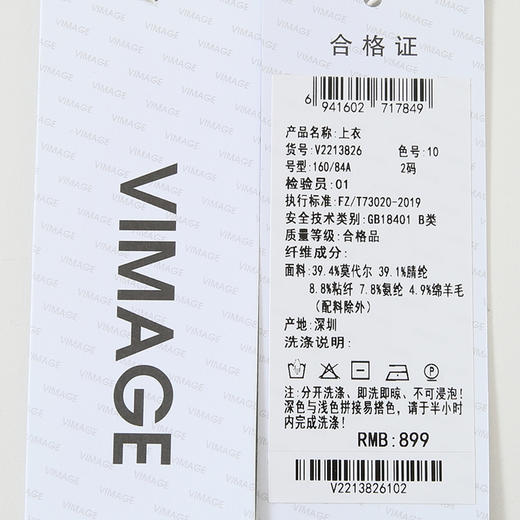 VIMAGE
合格证
6 941602 717849
产品名称:上衣
货号:V2213826 色号:10
号型:160/84A 2码
检验员:01
执行标准:FZ/T73020-2019
安全技术类别:GB18401 B类
质量等级:合格品
纤维成分:
面料:39.4%莫代尔 39.1%腈纶
8.8%粘纤 7.8%氨纶 4.9%绵羊毛
(配料除外)
产地:深圳
洗涤说明:
注:分开洗涤、即洗即晾、不可浸泡!
深色与浅色拼接易搭色,请于半小时
内完成洗涤!
RMB:899
V2213826102